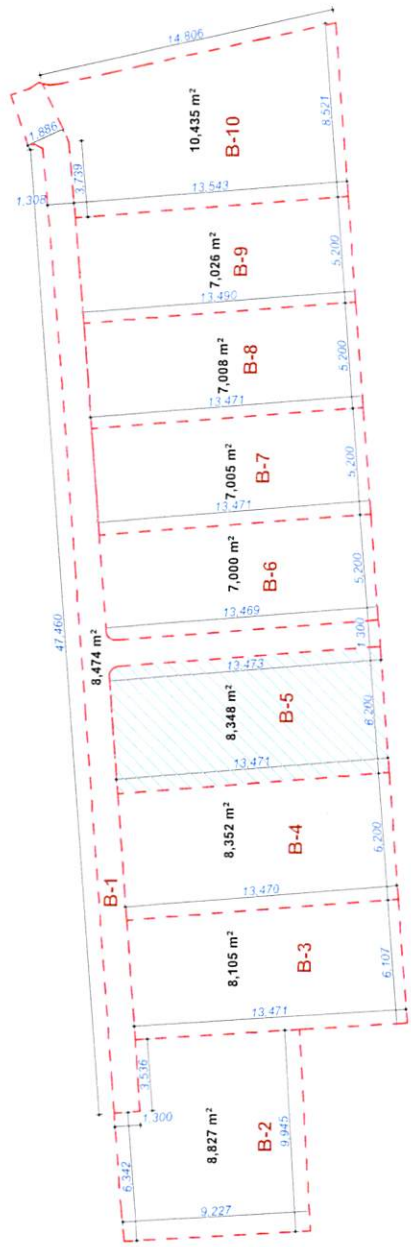 14,806
1,886
1,308
3,739
10,435 m²
B-10
8,521
13,543
7,026 m²
B-9
5,200
13,490
7,008 m²
B-8
5,200
13,471
7,005 m²
B-7
5,200
13,471
7,000 m²
B-6
5,200
13,469
47,460
8,474 m²
1,300
13,473
8,348 m²
B-5
6,200
13,471
8,352 m²
B-4
6,200
13,470
B-1
8,105 m²
B-3
6,107
13,471
3,536
1,300
6,342
8,827 m²
B-2
9,945
9,227